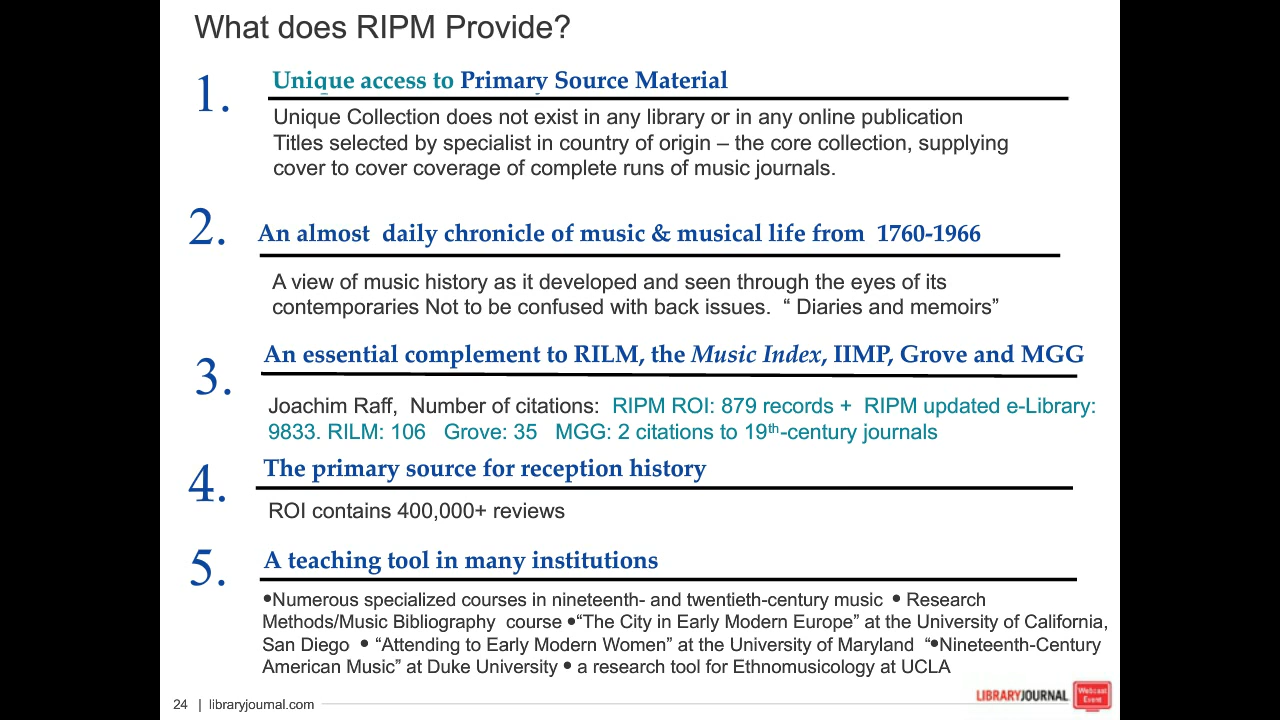 What does RIPM Provide?
1.
Unique access to Primary Source Material
Unique Collection does not exist in any library or in any online publication
Titles selected by specialist in country of origin – the core collection, supplying
cover to cover coverage of complete runs of music journals.
2.
An almost daily chronicle of music & musical life from 1760-1966
A view of music history as it developed and seen through the eyes of its
contemporaries Not to be confused with back issues. “ Diaries and memoirs”
3.
An essential complement to RILM, the Music Index, IIMP, Grove and MGG
Joachim Raff, Number of citations: RIPM ROI: 879 records + RIPM updated e-Library:
9833. RILM: 106 Grove: 35 MGG: 2 citations to 19th-century journals
4.
The primary source for reception history
ROI contains 400,000+ reviews
5.
A teaching tool in many institutions
•Numerous specialized courses in nineteenth- and twentieth-century music • Research
Methods/Music Bibliography course •“The City in Early Modern Europe” at the University of California,
San Diego • “Attending to Early Modern Women” at the University of Maryland “•Nineteenth-Century
American Music” at Duke University • a research tool for Ethnomusicology at UCLA
24 | libraryjournal.com
LIBRARYJOURNAL
Webcast
Event